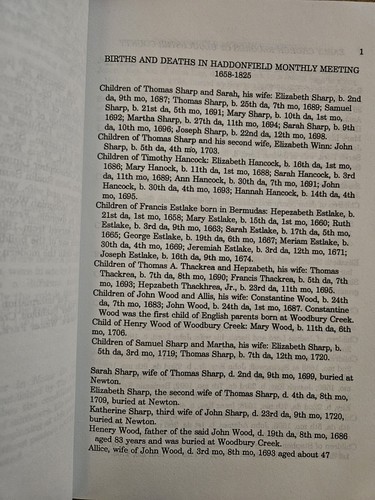 1
BIRTHS AND DEATHS IN HADDONFIELD MONTHLY MEETING
1658-1825
Children of Thomas Sharp and Sarah, his wife: Elizabeth Sharp, b. 2nd
da, 9th mo, 1687; Thomas Sharp, b. 25th da, 7th mo, 1689; Samuel
Sharp, b. 21st da, 5th mo, 1691; Mary Sharp, b. 10th da, 1st mo,
1692; Martha Sharp, b. 27th da, 11th mo, 1694; Sarah Sharp, b. 9th
da, 10th mo, 1696; Joseph Sharp, b. 22nd da, 12th mo, 1698.
Children of Thomas Sharp and his second wife, Elizabeth Winn: John
Sharp, b. 5th da, 4th mo, 1703.
Children of Timothy Hancock: Elizabeth Hancock, b. 16th da, 1st mo,
1686; Mary Hanock, b. 11th da, 1st mo, 1688; Sarah Hancock, b. 3rd
da, 11th mo, 1689; Ann Hancock, b. 30th da, 7th mo, 1691; John
Hancock, b. 30th da, 4th mo, 1693; Hannah Hancock, b. 14th da, 4th
mo, 1695.
Children of Francis Estlake born in Bermudas: Hepezabeth Estlake, b.
21st da, 1st mo, 1658; Mary Estlake, b. 15th da, 1st mo, 1660; Ruth
Estlake, b. 3rd da, 9th mo, 1663; Sarah Estlake, b. 17th da, 5th mo,
1665; George Estlake, b. 19th da, 6th mo, 1667; Meriam Estlake, b.
30th da, 4th mo, 1669; Jeremiah Estlake, b. 3rd da, 12th mo, 1671;
Joseph Estlake, b. 16th da, 9th mo, 1674.
Children of Thomas A. Thackrea and Hepzabeth, his wife: Thomas
Thackrea, b. 7th da, 8th mo, 1690; Francis Thackrea, b. 5th da, 7th
mo, 1693; Hepzabeth Thackhrea, Jr., b. 23rd da, 11th mo, 1695.
Children of John Wood and Allis, his wife: Constantine Wood, b. 24th
da, 7th mo, 1683; John Wood, b. 24th da, 1st mo, 1687. Constantine
Wood was the first child of English parents born at Woodbury Creek.
Child of Henry Wood of Woodbury Creek: Mary Wood, b. 11th da, 6th
mo, 1706.
Children of Samuel Sharp and Martha, his wife: Elizabeth Sharp, b.
5th da, 3rd mo, 1719; Thomas Sharp, b. 7th da, 12th mo, 1720.
Sarah Sharp, wife of Thomas Sharp, d. 2nd da, 9th mo, 1699, buried at
Newton.
Elizabeth Sharp, the second wife of Thomas Sharp, d. 4th da, 8th mo,
1709, buried at Newton.
Katherine Sharp, third wife of John Sharp, d. 23rd da, 9th mo, 1720,
buried at Newton.
Henery Wood, father of the said John Wood, d. 19th da, 8th mo, 1686
aged 83 years and was buried at Woodbury Creek.
Allice, wife of John Wood, d. 3rd mo, 8th mo, 1693 aged about 47